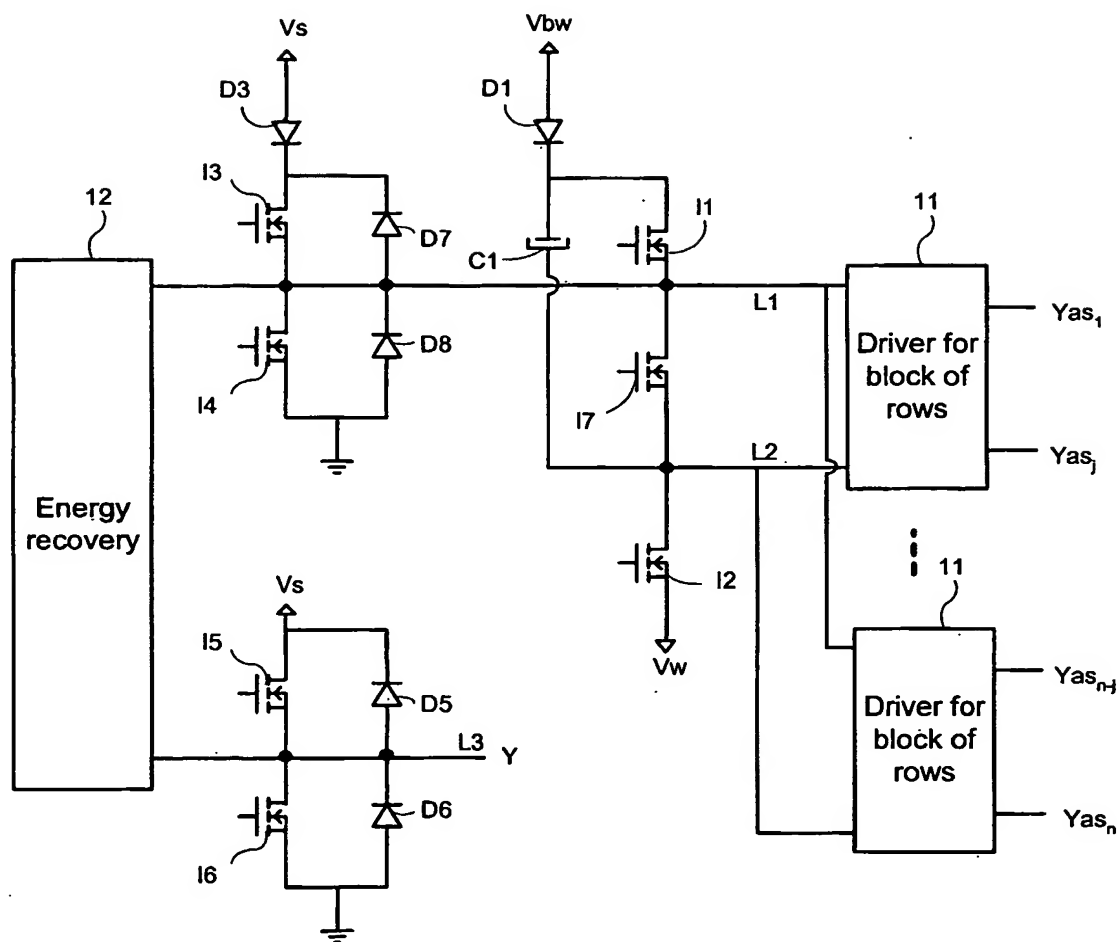 Vs
Vbw
D3
D1
I3
12
11
D7
I1
C1
L1
Yas1
Driver for
block of
rows
D8
I4
I7
L2
Yasj
Energy
recovery
I2
Vs
11
Vw
I5
Yasn-j
D5
Driver for
block of
rows
L3
Y
D6
Yasn
I6